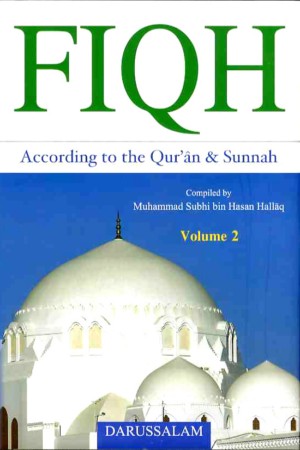 FIQH
According to the Qur'ân & Sunnah
Compiled by
Muhammad Subhi bin Hasan Hallâq
Volume 2
DARUSSALAM